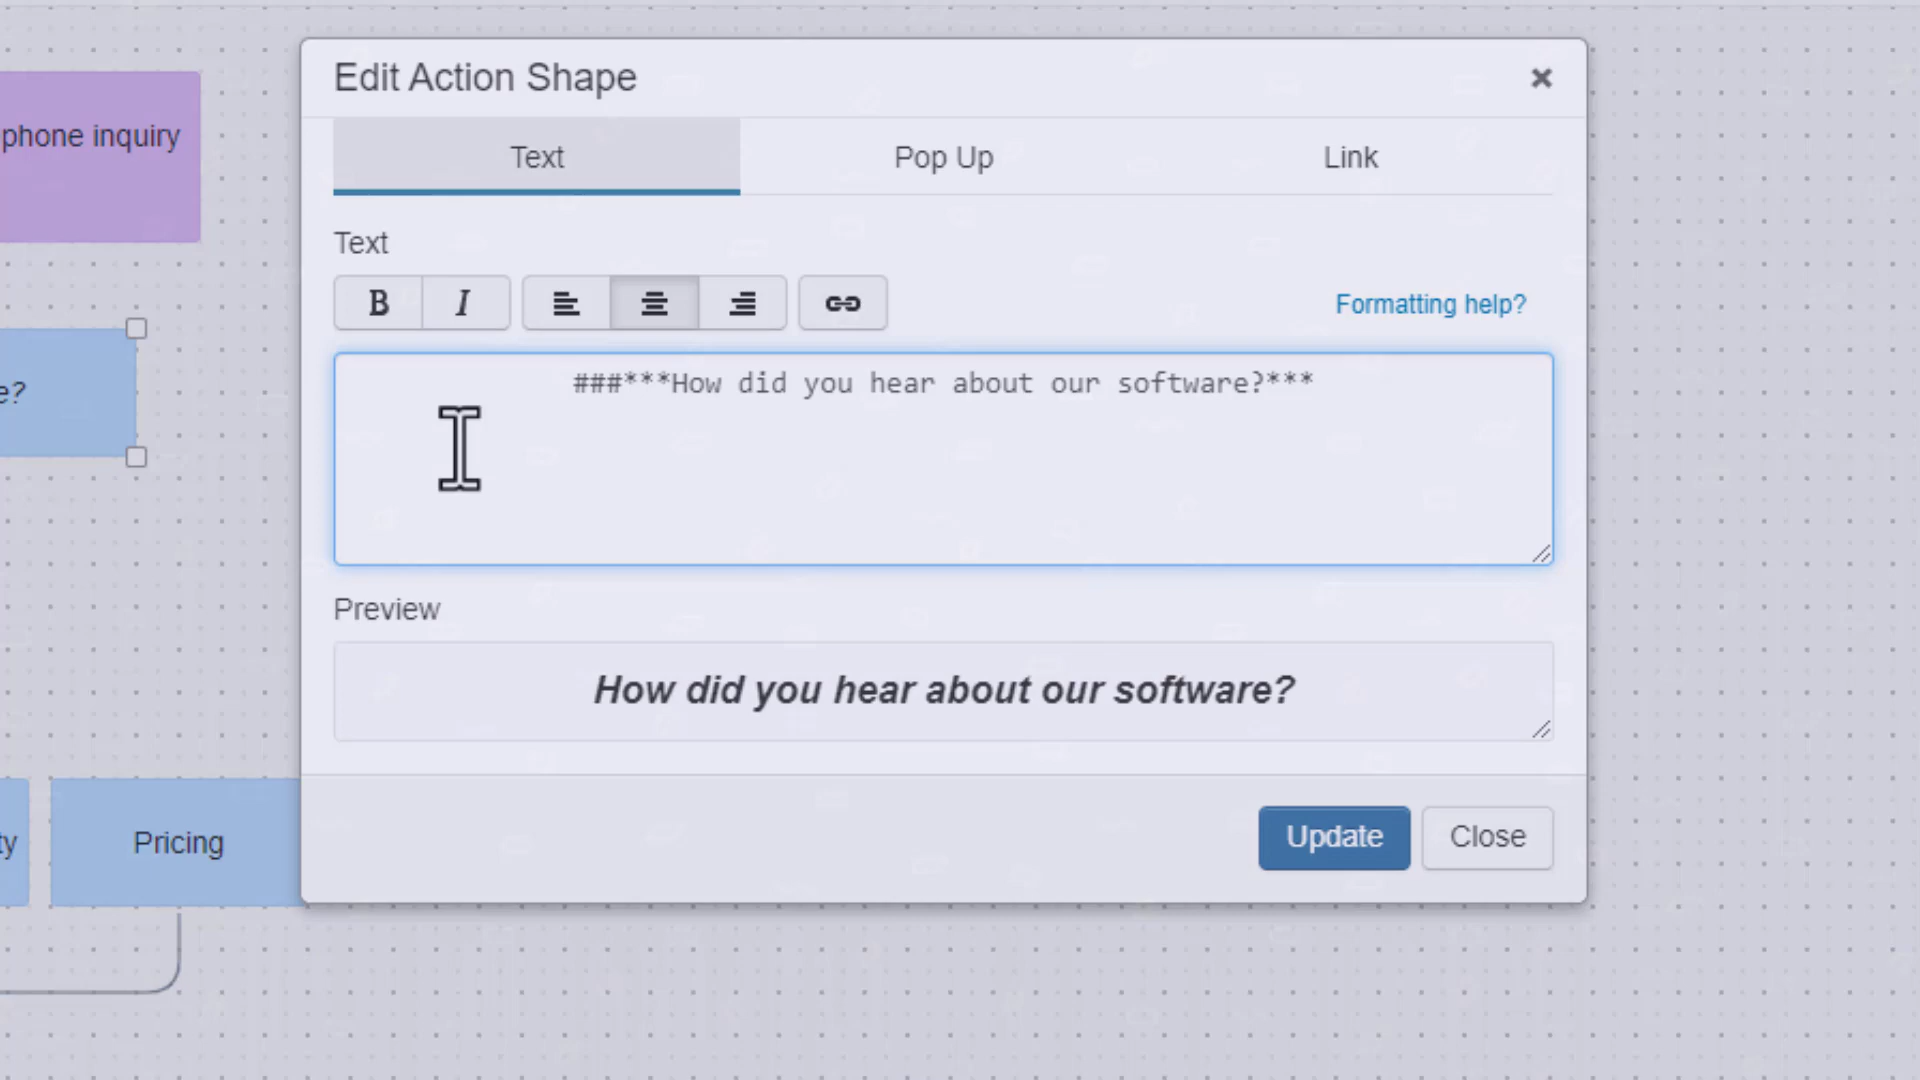 Edit Action Shape
phone inquiry
Text
Pop Up
Link
Text
B
I
Formatting help?
###***How did you hear about our software?***
e?
Preview
How did you hear about our software?
ty
Pricing
Update
Close